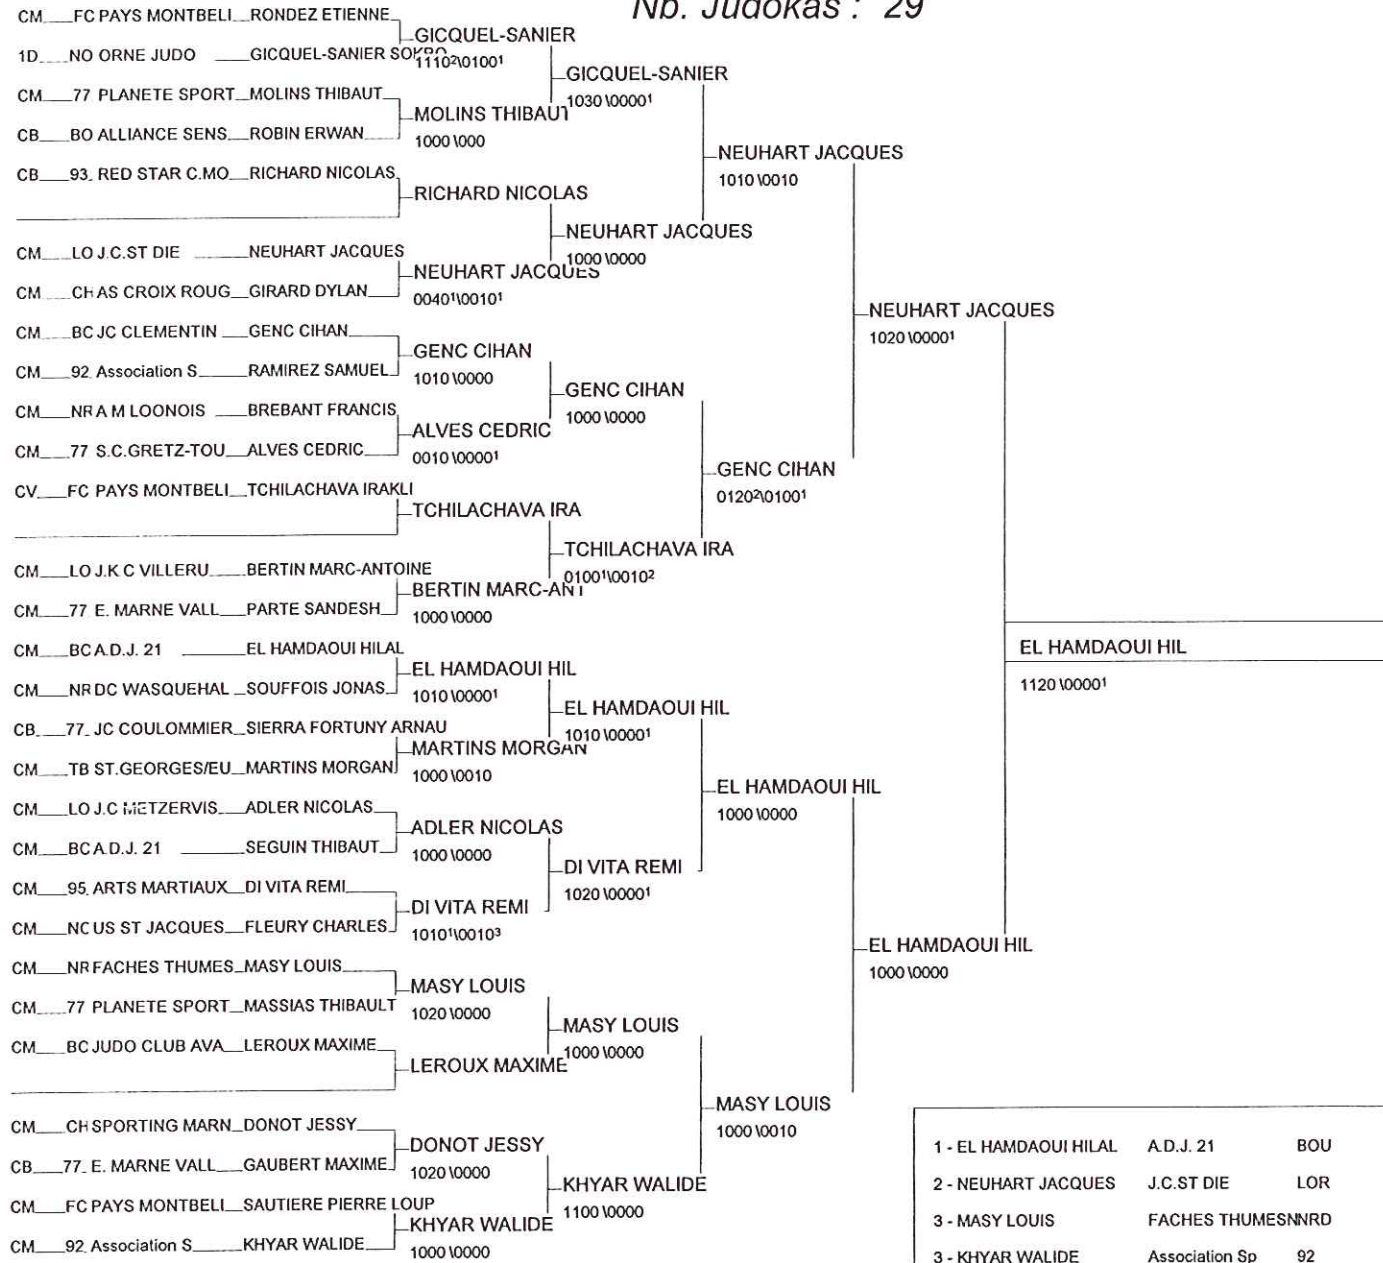 Nb. Judokas : 29
CM FC PAYS MONTBELI RONDEZ ETIENNE
GICQUEL-SANIER
1D NO ORNE JUDO GICQUEL-SANIER SOKRO
1110²\0100¹
GICQUEL-SANIER
1030\0000¹
CM 77 PLANETE SPORT MOLINS THIBAUT
MOLINS THIBAUT
1000\000
CB BO ALLIANCE SENS ROBIN ERWAN
NEUHART JACQUES
1010\0010
CB 93 RED STAR C.MO RICHARD NICOLAS
RICHARD NICOLAS
NEUHART JACQUES
1000\0000
CM LO J.C.ST DIE NEUHART JACQUES
NEUHART JACQUES
0040¹\0010¹
CM CH AS CROIX ROUG GIRARD DYLAN
NEUHART JACQUES
1020\0000¹
CM BC JC CLEMENTIN GENC CIHAN
GENC CIHAN
1010\0000
CM 92 Association S RAMIREZ SAMUEL
GENC CIHAN
1000\0000
CM NR A M LOONOIS BREBANT FRANCIS
ALVES CEDRIC
0010\0000¹
CM 77 S.C.GRETZ-TOU ALVES CEDRIC
GENC CIHAN
0120²\0100¹
CV FC PAYS MONTBELI TCHILACHAVA IRAKLI
TCHILACHAVA IRA
TCHILACHAVA IRA
0100¹\0010²
CM LO J.K C VILLERU BERTIN MARC-ANTOINE
BERTIN MARC-ANT
1000\0000
CM 77 E. MARNE VALL PARTE SANDESH
EL HAMDAOUI HIL
1120\0000¹
CM BC A.D.J. 21 EL HAMDAOUI HILAL
EL HAMDAOUI HIL
1010\0000¹
CM NR DC WASQUEHAL SOUFFOIS JONAS
EL HAMDAOUI HIL
1010\0000¹
CB 77 JC COULOMMIER SIERRA FORTUNY ARNAU
MARTINS MORGAN
1000\0010
CM TB ST.GEORGES/EU MARTINS MORGAN
EL HAMDAOUI HIL
1000\0000
CM LO J.C METZERVIS ADLER NICOLAS
ADLER NICOLAS
1000\0000
CM BC A.D.J. 21 SEGUIN THIBAUT
DI VITA REMI
1020\0000¹
CM 95 ARTS MARTIAUX DI VITA REMI
DI VITA REMI
1010¹\0010³
CM NC US ST JACQUES FLEURY CHARLES
EL HAMDAOUI HIL
1000\0000
CM NR FACHES THUMES MASY LOUIS
MASY LOUIS
1020\0000
CM 77 PLANETE SPORT MASSIAS THIBAULT
MASY LOUIS
1000\0000
CM BC JUDO CLUB AVA LEROUX MAXIME
LEROUX MAXIME
MASY LOUIS
1000\0010
CM CH SPORTING MARN DONOT JESSY
DONOT JESSY
1020\0000
CB 77 E. MARNE VALL GAUBERT MAXIME
KHYAR WALIDE
1100\0000
CM FC PAYS MONTBELI SAUTIERE PIERRE LOUP
KHYAR WALIDE
1000\0000
CM 92 Association S KHYAR WALIDE
1 - EL HAMDAOUI HILAL A.D.J. 21 BOU
2 - NEUHART JACQUES J.C.ST DIE LOR
3 - MASY LOUIS FACHES THUMESNNRD
3 - KHYAR WALIDE Association Sp 92